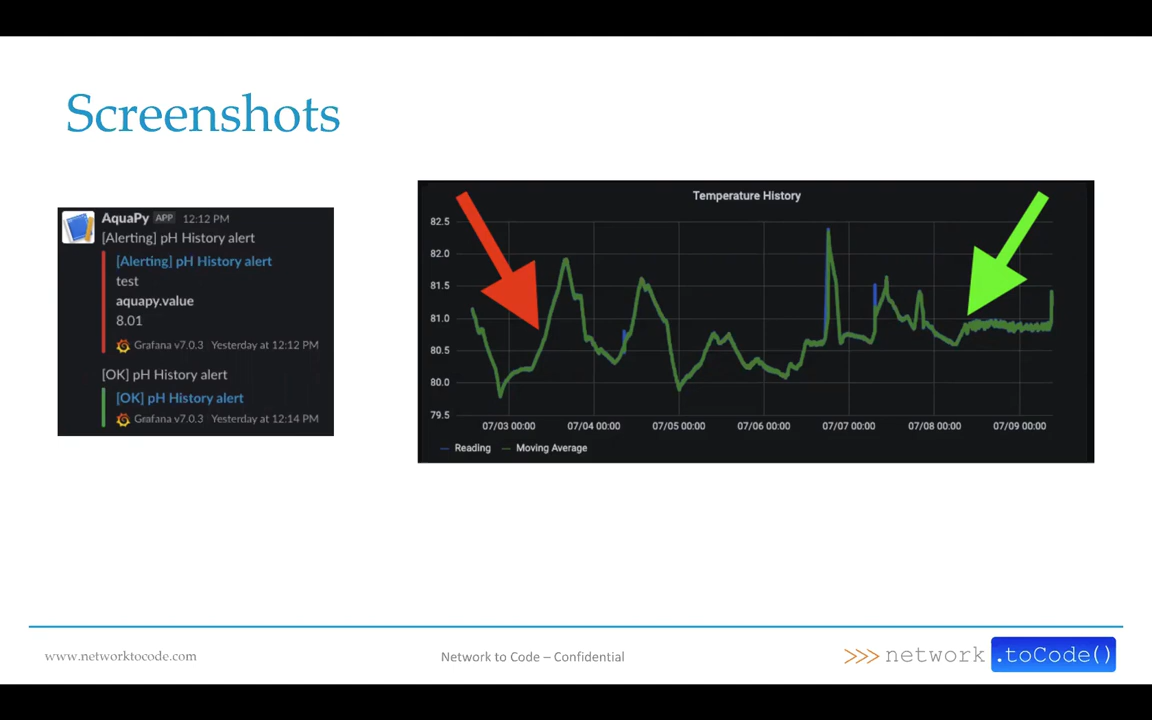 Screenshots
AquaPy APP 12:12 PM
[Alerting] pH History alert
[Alerting] pH History alert
test
aquapy.value
8.01
Grafana v7.0.3 Yesterday at 12:12 PM
[OK] pH History alert
[OK] pH History alert
Grafana v7.0.3 Yesterday at 12:14 PM
Temperature History
82.5
82.0
81.5
81.0
80.5
80.0
79.5
07/03 00:00 07/04 00:00 07/05 00:00 07/06 00:00 07/07 00:00 07/08 00:00 07/09 00:00
Reading Moving Average
www.networktocode.com
Network to Code – Confidential
>>> network .toCode()